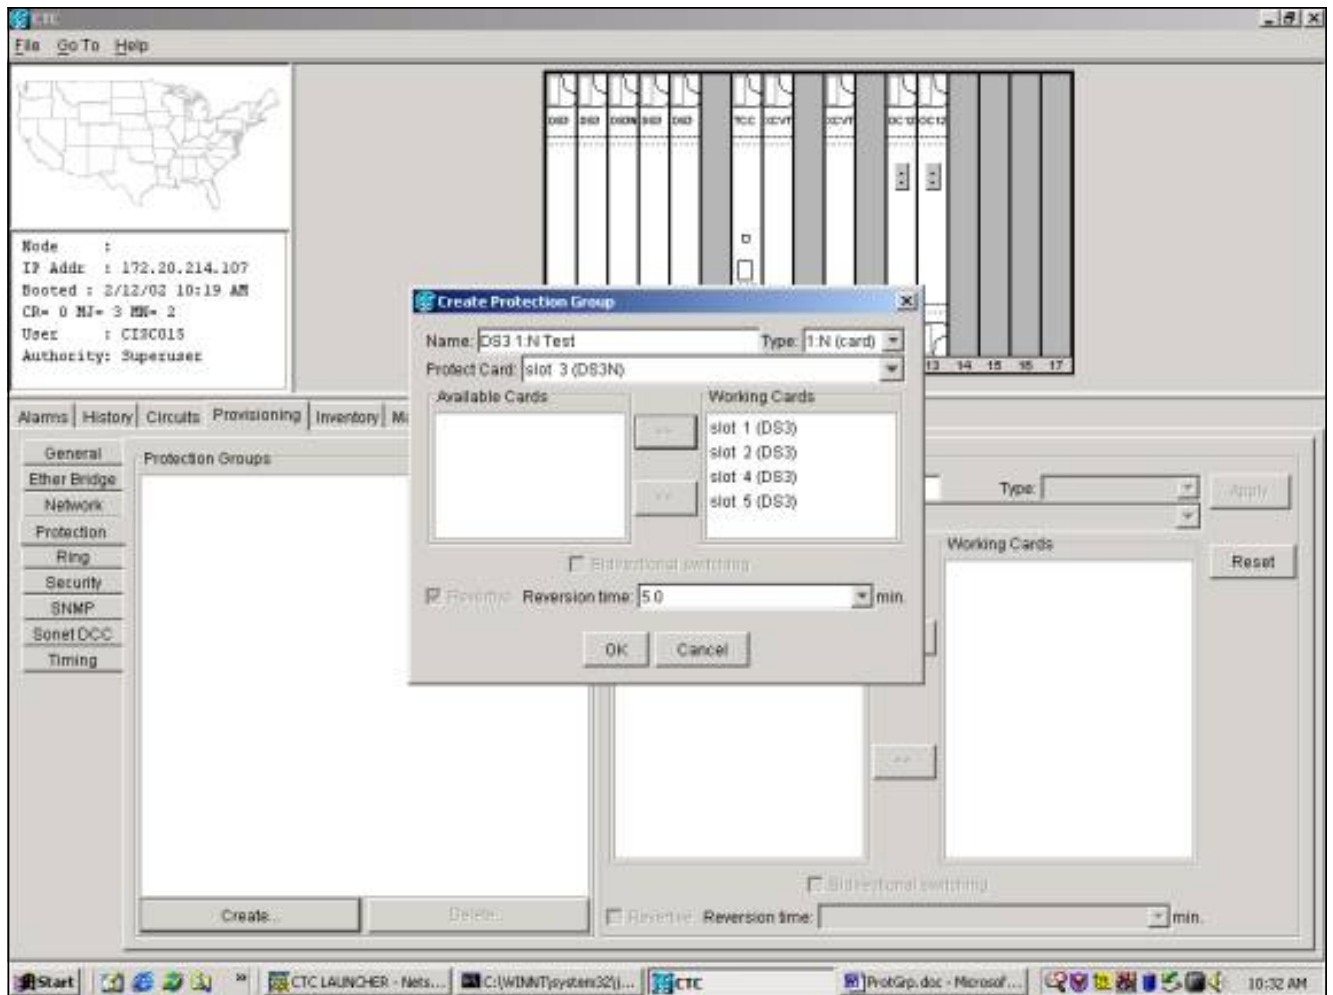 CTC
File Go To Help
DS3 DS3 DS3N DS3 DS3 TCC XCVT XCVT OC12 OC12
Node :
IP Addr : 172.20.214.107
Booted : 2/12/02 10:19 AM
CR= 0 MJ= 3 MN= 2
User : CISCO15
Authority: Superuser
13 14 15 16 17
Create Protection Group
Name: DS3 1:N Test Type: 1:N (card)
Protect Card: slot 3 (DS3N)
Available Cards Working Cards
slot 1 (DS3)
slot 2 (DS3)
slot 4 (DS3)
slot 5 (DS3)
Bidirectional switching
Revertive Reversion time: 5.0 min.
OK Cancel
Alarms History Circuits Provisioning Inventory
General
Ether Bridge
Network
Protection
Ring
Security
SNMP
Sonet DCC
Timing
Protection Groups
Type: Apply
Working Cards
Reset
Bidirectional switching
Revertive Reversion time: min.
Create... Delete...
Start CTC LAUNCHER - Nets... C:\WINNT\system32\j... CTC ProtGrp.doc - Microsof... 10:32 AM